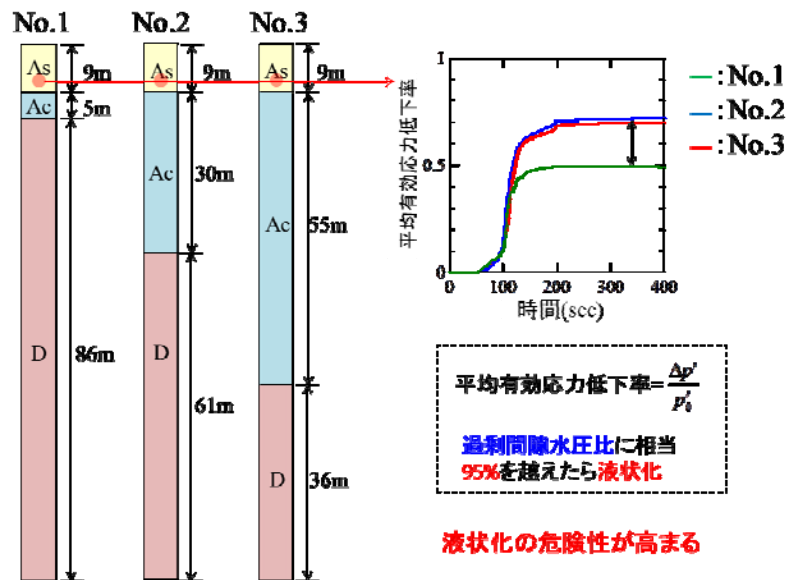 No.1 No.2 No.3
As 9m As 9m As 9m
Ac 5m
Ac 30m
Ac 55m
D 86m
D 61m
D 36m
平均有効応力低下率
1
0.5
0
0 100 200 300 400
時間(scc)
:No.1
:No.2
:No.3
平均有効応力低下率=Δp'/p'₀
過剰間隙水圧比に相当
95%を越えたら液状化
液状化の危険性が高まる